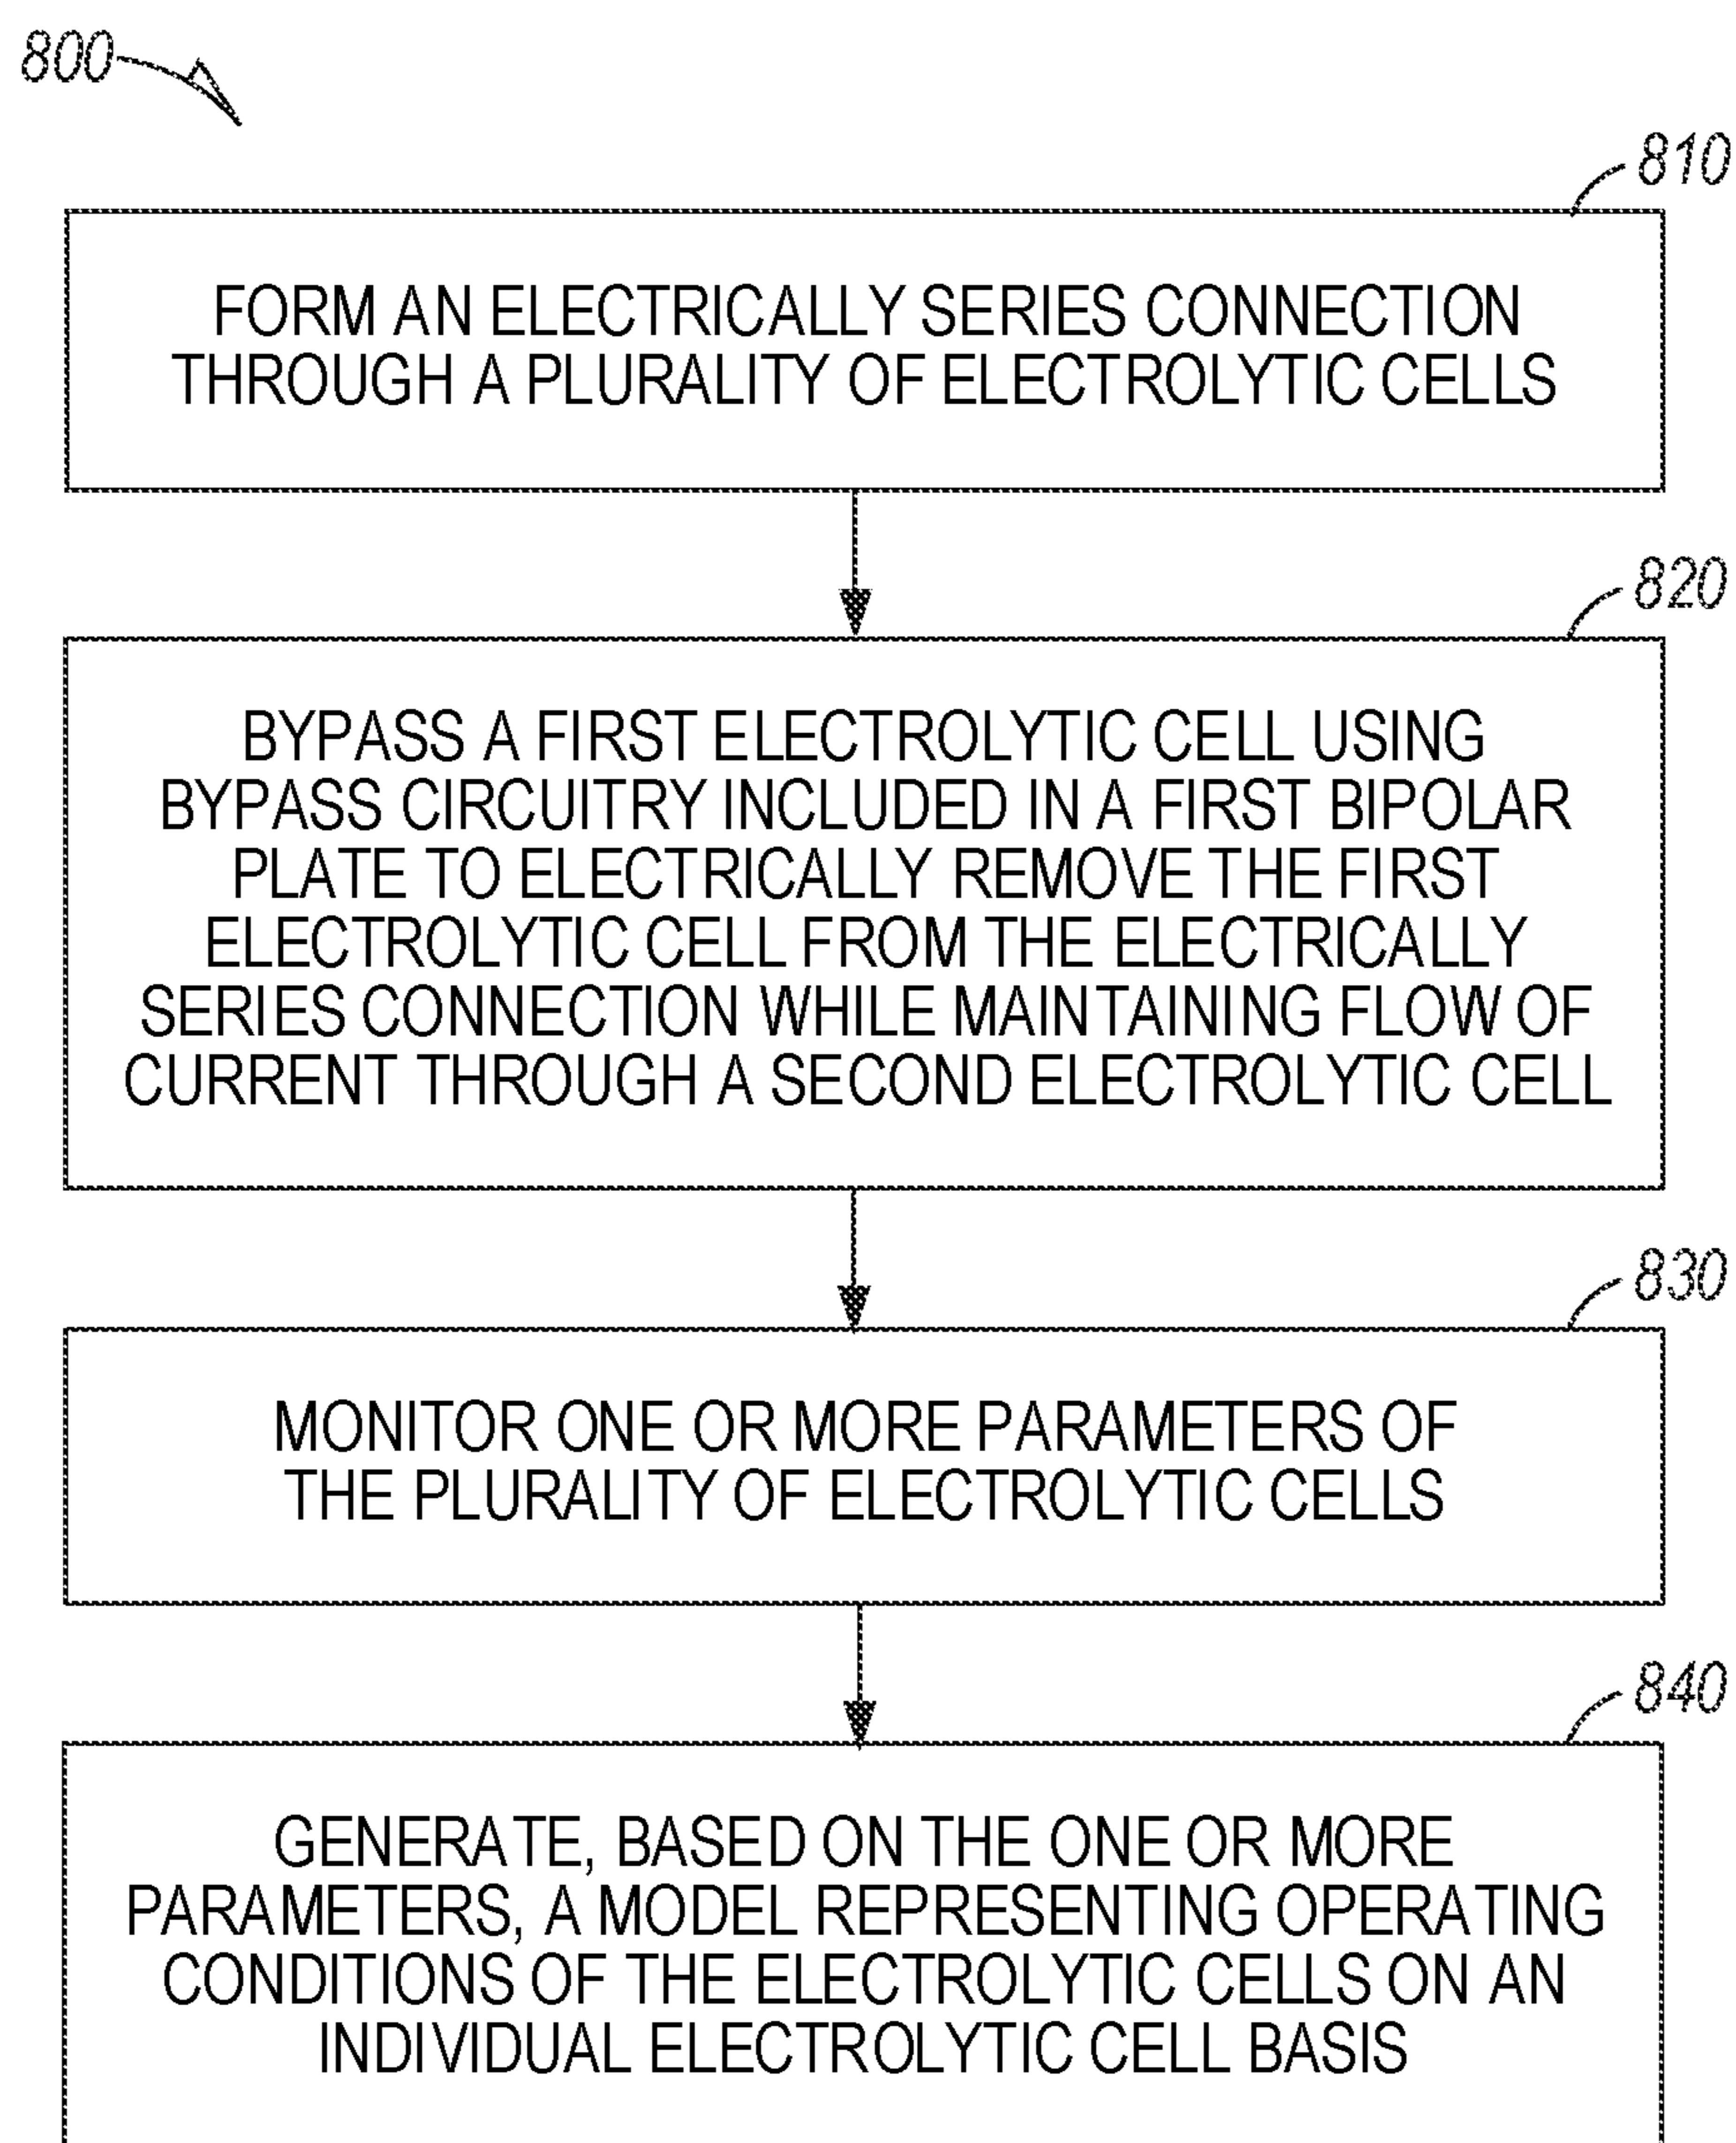 800
810
FORM AN ELECTRICALLY SERIES CONNECTION
THROUGH A PLURALITY OF ELECTROLYTIC CELLS
820
BYPASS A FIRST ELECTROLYTIC CELL USING
BYPASS CIRCUITRY INCLUDED IN A FIRST BIPOLAR
PLATE TO ELECTRICALLY REMOVE THE FIRST
ELECTROLYTIC CELL FROM THE ELECTRICALLY
SERIES CONNECTION WHILE MAINTAINING FLOW OF
CURRENT THROUGH A SECOND ELECTROLYTIC CELL
830
MONITOR ONE OR MORE PARAMETERS OF
THE PLURALITY OF ELECTROLYTIC CELLS
840
GENERATE, BASED ON THE ONE OR MORE
PARAMETERS, A MODEL REPRESENTING OPERATING
CONDITIONS OF THE ELECTROLYTIC CELLS ON AN
INDIVIDUAL ELECTROLYTIC CELL BASIS